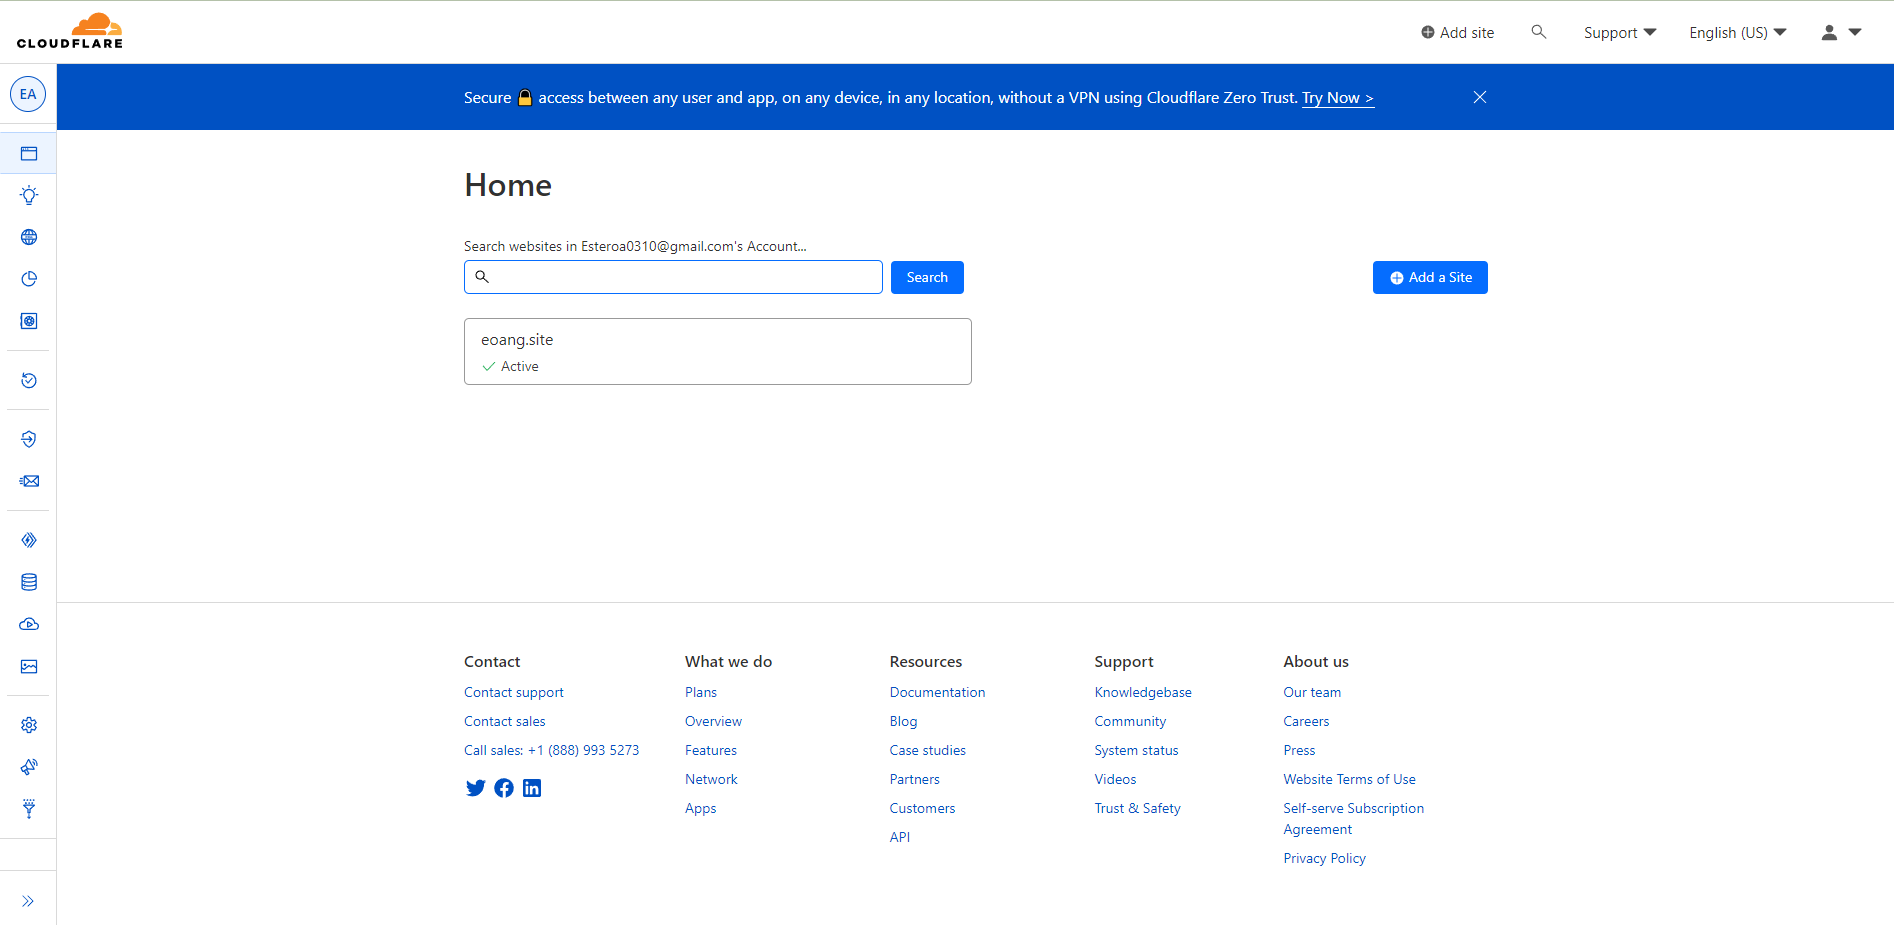 CLOUDFLARE
Add site
Support
English (US)
EA
Secure 🔒 access between any user and app, on any device, in any location, without a VPN using Cloudflare Zero Trust. Try Now >
Home
Search websites in Esteroa0310@gmail.com's Account...
Search
Add a Site
eoang.site
Active
Contact
Contact support
Contact sales
Call sales: +1 (888) 993 5273
What we do
Plans
Overview
Features
Network
Apps
Resources
Documentation
Blog
Case studies
Partners
Customers
API
Support
Knowledgebase
Community
System status
Videos
Trust & Safety
About us
Our team
Careers
Press
Website Terms of Use
Self-serve Subscription
Agreement
Privacy Policy